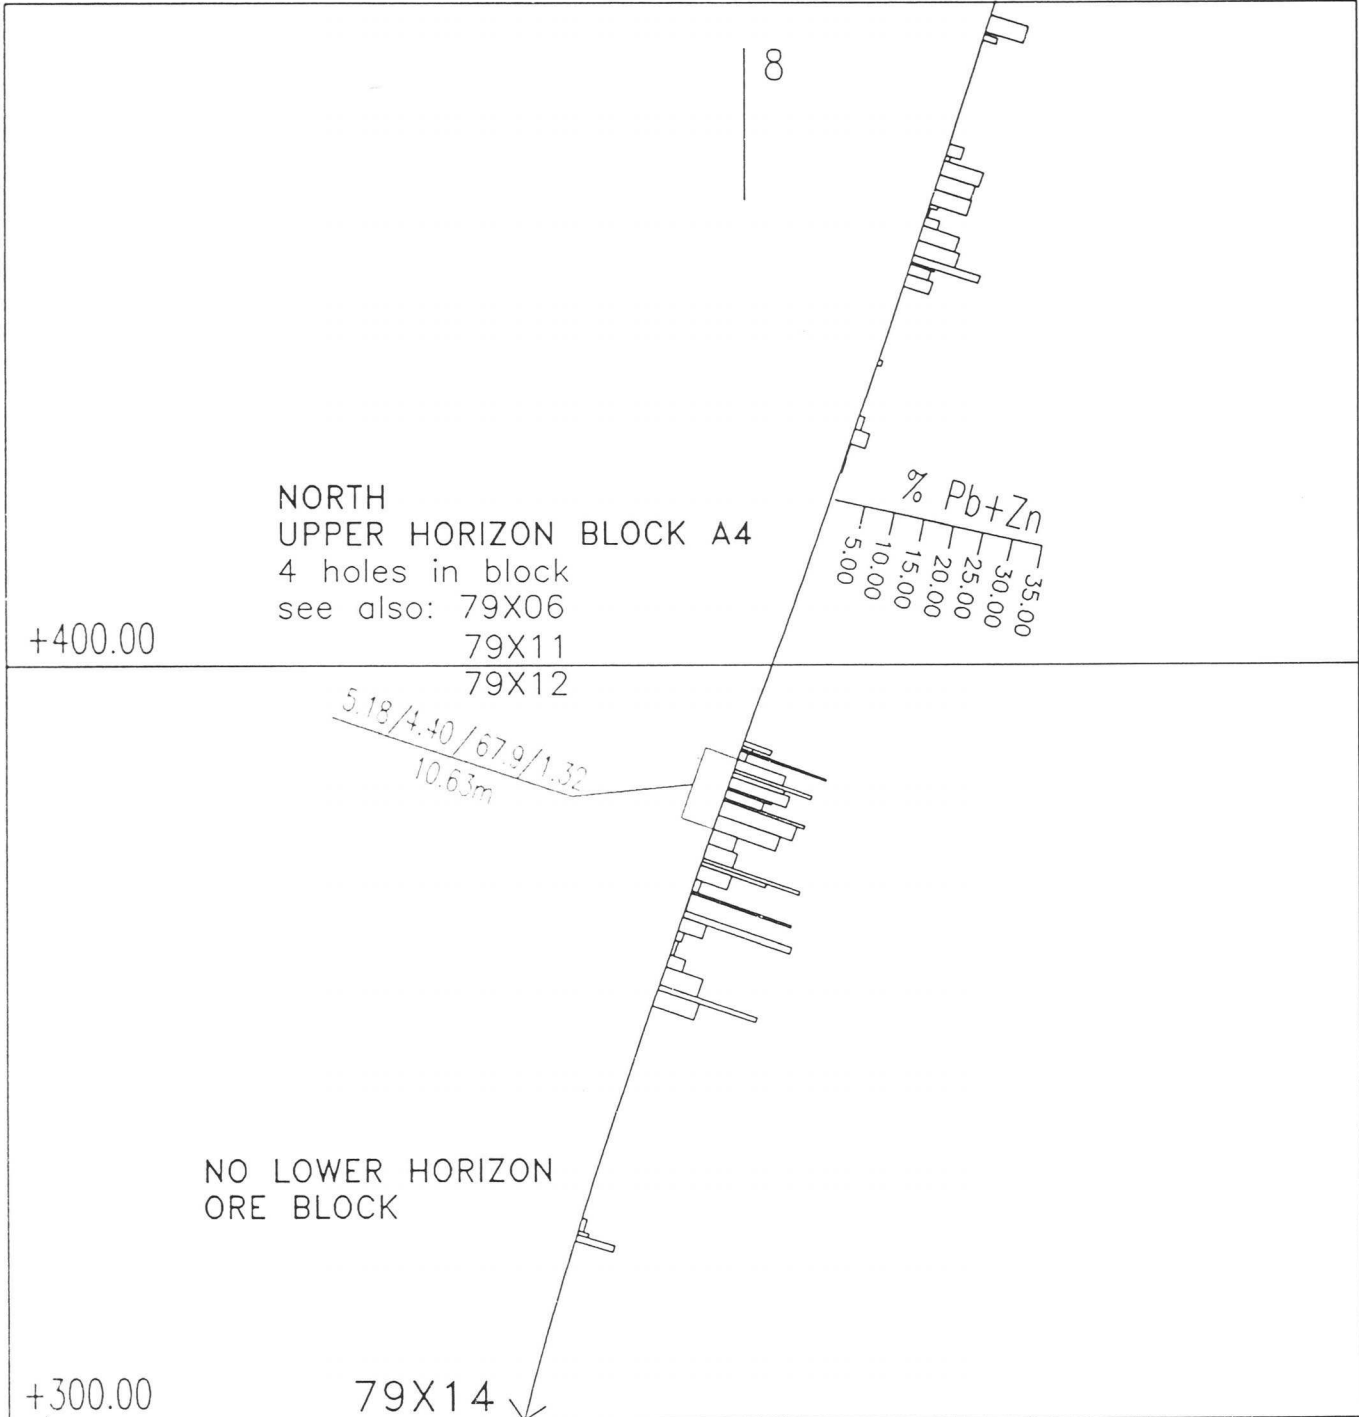 8
% Pb+Zn
5.00
10.00
15.00
20.00
25.00
30.00
35.00
NORTH
UPPER HORIZON BLOCK A4
4 holes in block
see also: 79X06
79X11
79X12
+400.00
5.18/4.40/67.9/1.32
10.63m
NO LOWER HORIZON
ORE BLOCK
+300.00
79X14